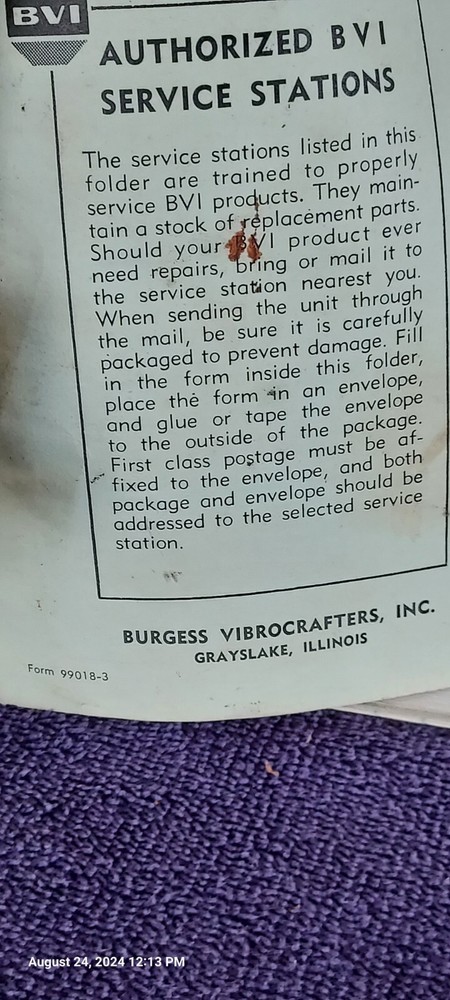 BVI
AUTHORIZED BVI
SERVICE STATIONS
The service stations listed in this
folder are trained to properly
service BVI products. They main-
tain a stock of replacement parts.
Should your BVI product ever
need repairs, bring or mail it to
the service station nearest you.
When sending the unit through
the mail, be sure it is carefully
packaged to prevent damage. Fill
in the form inside this folder,
place the form in an envelope,
and glue or tape the envelope
to the outside of the package.
First class postage must be af-
fixed to the envelope, and both
package and envelope should be
addressed to the selected service
station.
BURGESS VIBROCRAFTERS, INC.
GRAYSLAKE, ILLINOIS
Form 99018-3
August 24, 2024 12:13 PM